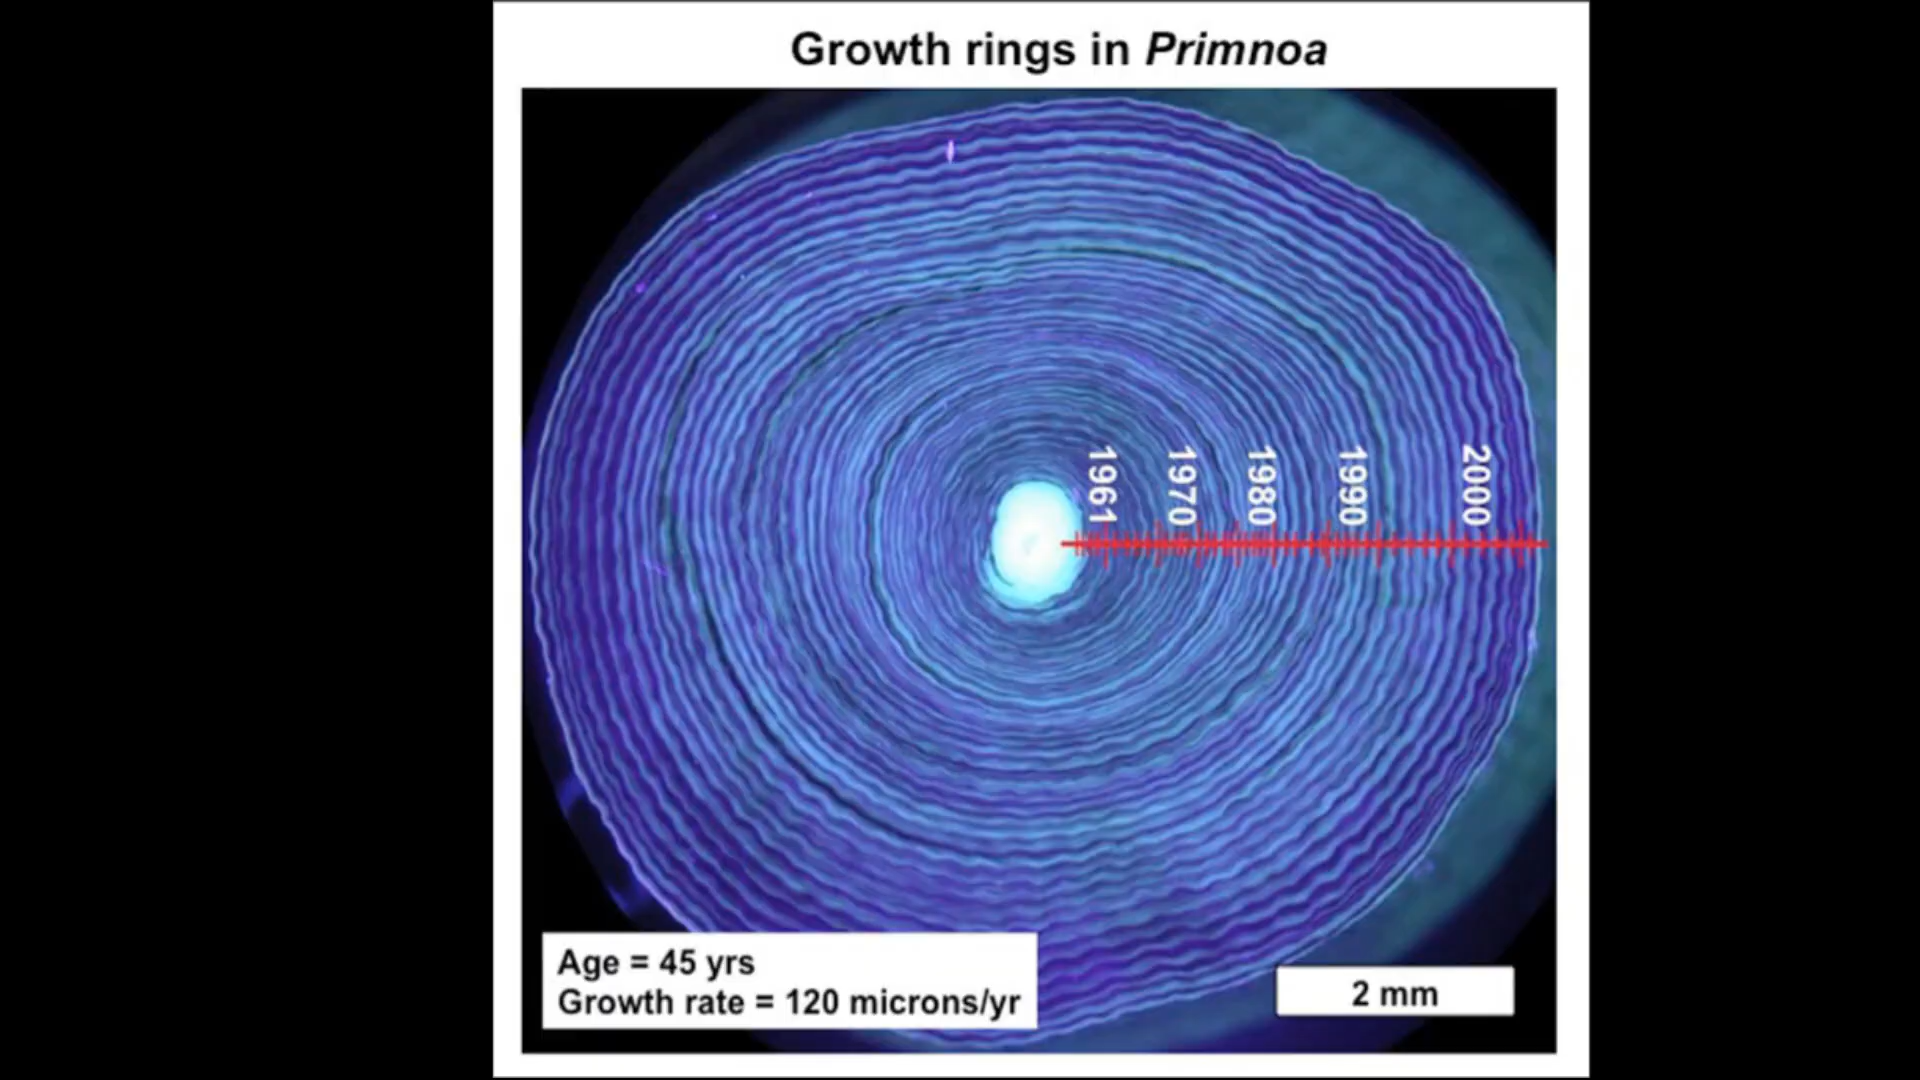 Growth rings in Primnoa
1961
1970
1980
1990
2000
Age = 45 yrs
Growth rate = 120 microns/yr
2 mm